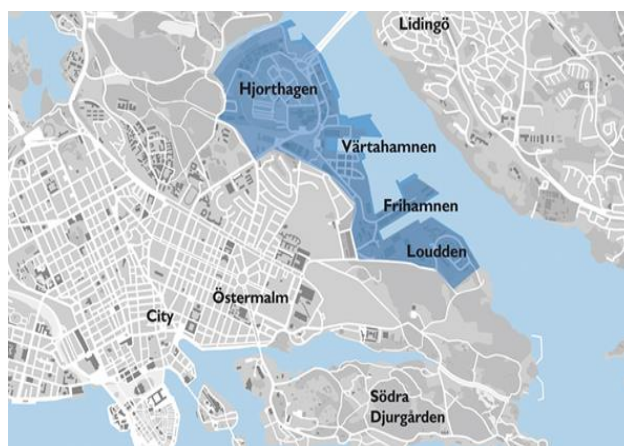 Lidingö
Hjorthagen
Värtahamnen
Frihamnen
Loudden
Östermalm
City
Södra
Djurgården